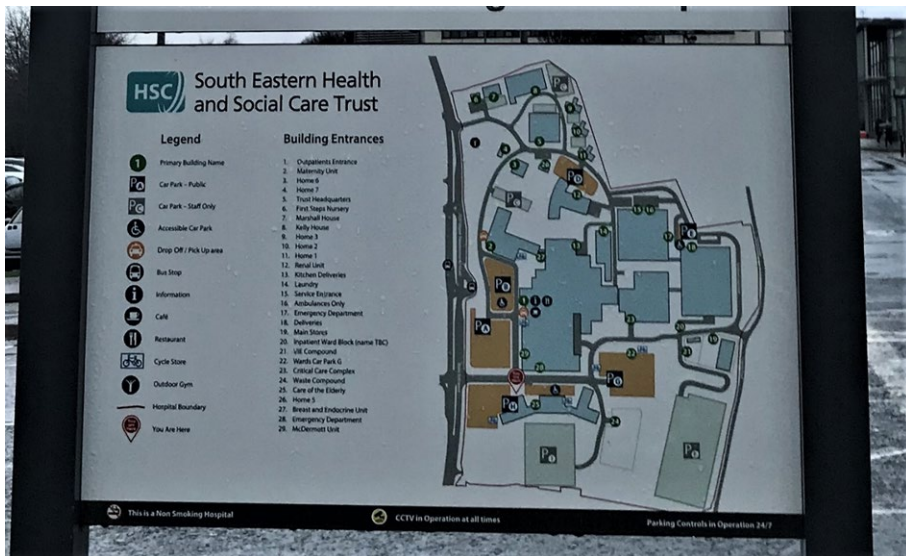 HSC
South Eastern Health
and Social Care Trust
Legend
1 Primary Building Name
P A Car Park - Public
P C Car Park - Staff Only
Accessible Car Park
Drop Off / Pick Up area
Bus Stop
Information
Café
Restaurant
Cycle Store
Outdoor Gym
Hospital Boundary
You Are Here
Building Entrances
1. Outpatients Entrance
2. Maternity Unit
3. Home 6
4. Home 7
5. Trust Headquarters
6. First Steps Nursery
7. Marshall House
8. Kelly House
9. Home 3
10. Home 2
11. Home 1
12. Renal Unit
13. Kitchen Deliveries
14. Laundry
15. Service Entrance
16. Ambulances Only
17. Emergency Department
18. Deliveries
19. Main Stores
20. Inpatient Ward Block (name TBC)
21. VIE Compound
22. Wards Car Park G
23. Critical Care Complex
24. Waste Compound
25. Care of the Elderly
26. Home 5
27. Breast and Endocrine Unit
28. Emergency Department
29. McDermott Unit
This is a Non Smoking Hospital
CCTV in Operation at all times
Parking Controls in Operation 24/7